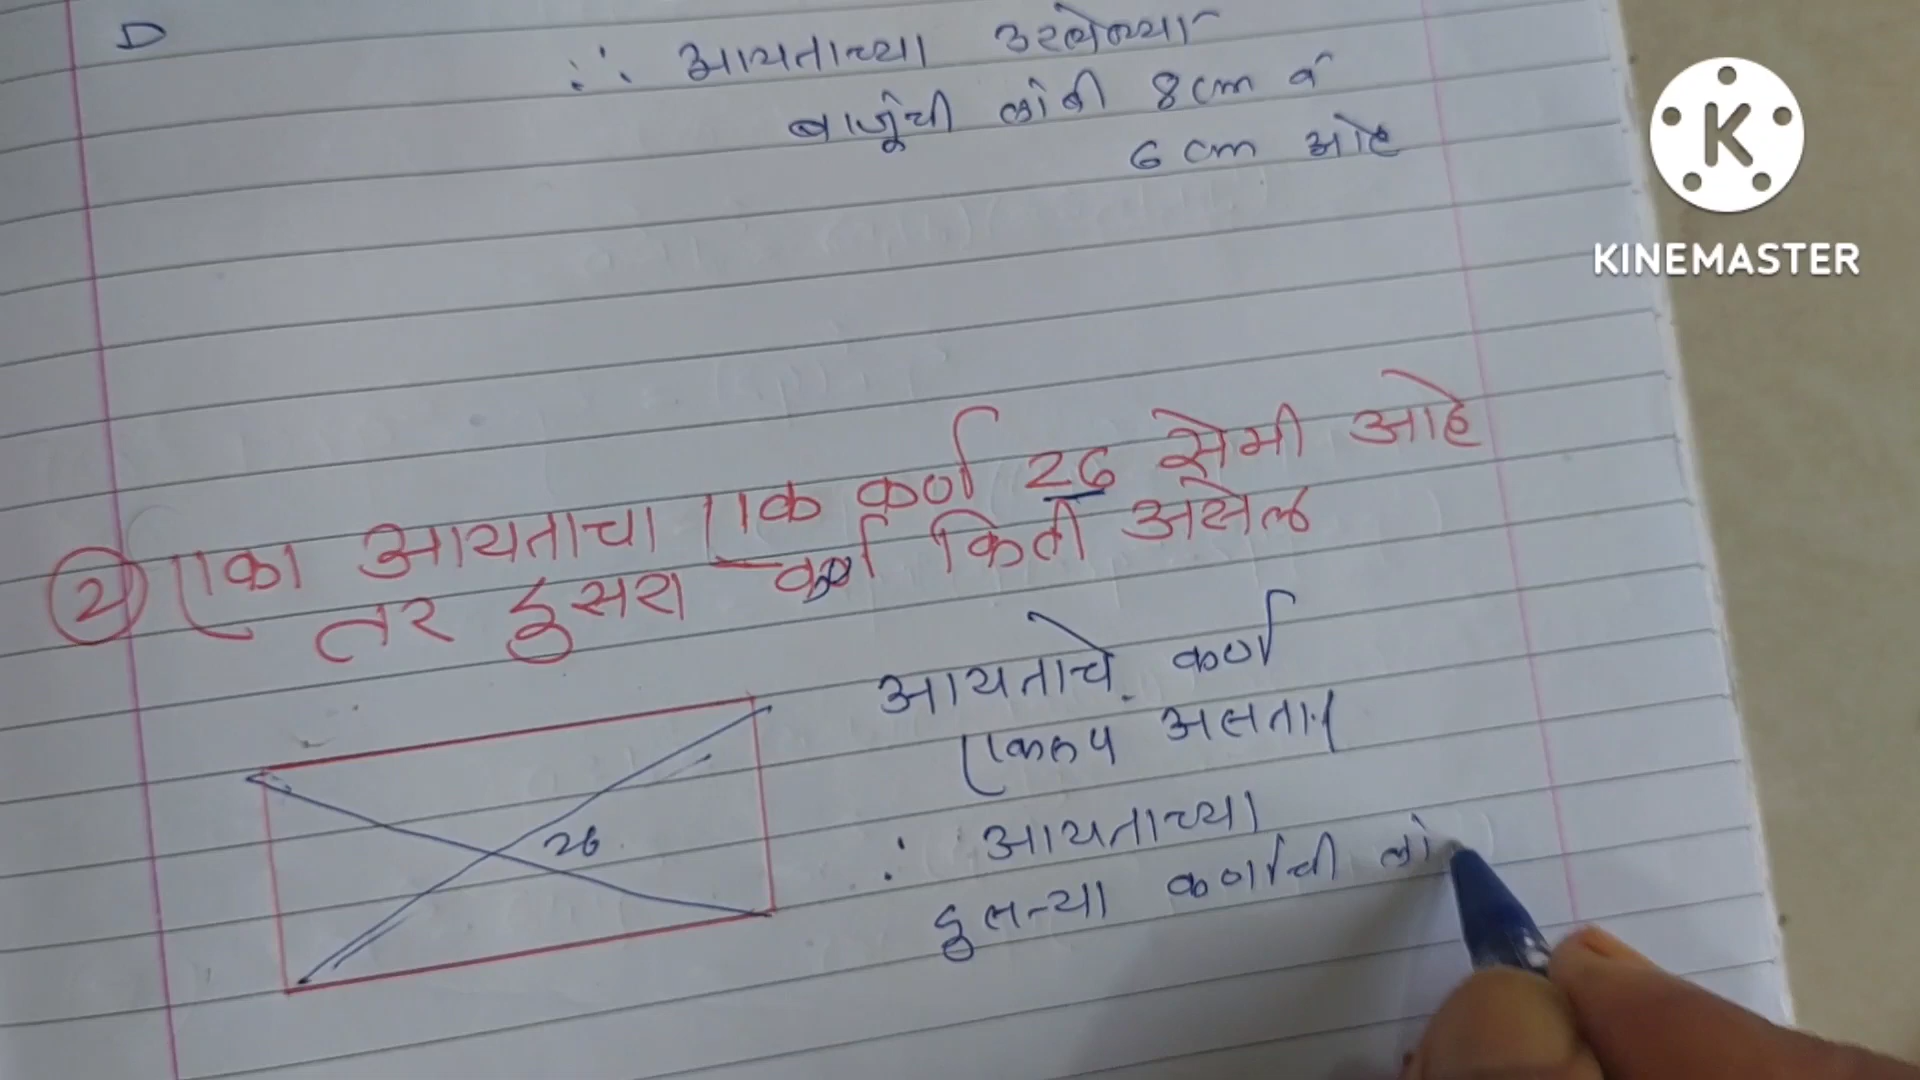 D
∴ आयताच्या उरलेल्या
बाजूंची लांबी 8cm व
6 cm आहे
K
KINEMASTER
२) एका आयताचा एक कर्ण 26 सेमी आहे
तर दुसरा कर्ण किती असेल
आयताचे कर्ण
एकरूप असतात
26
∴ आयताच्या
दुसऱ्या कर्णाची लां